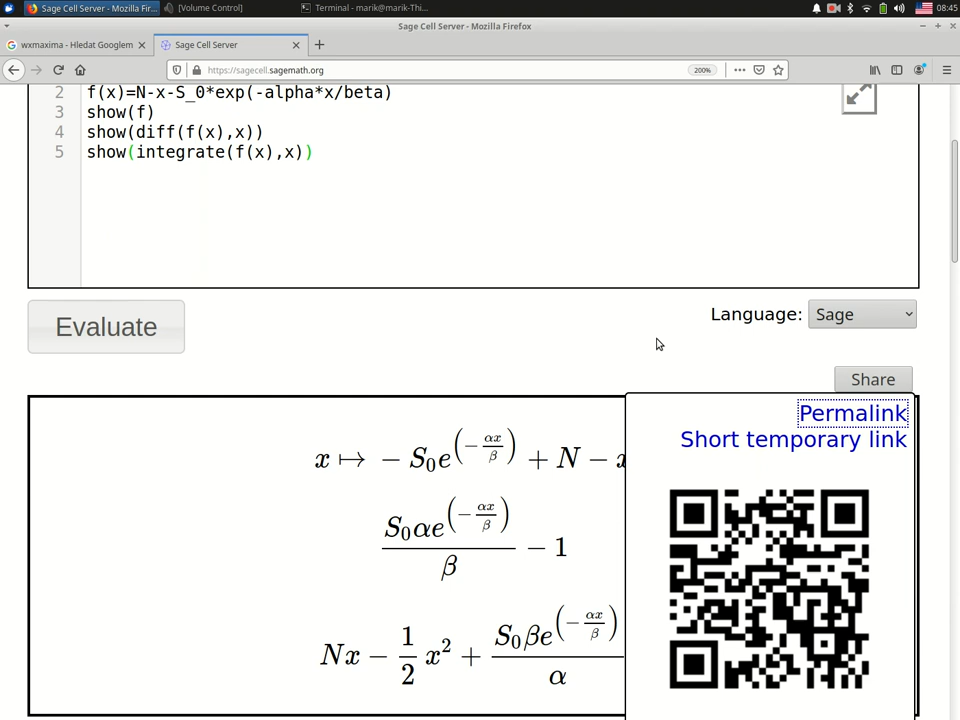 Sage Cell Server - Mozilla Fir...
[Volume Control]
Terminal - marik@marik-Thi...
08:45
Sage Cell Server - Mozilla Firefox
wxmaxima - Hledat Googlem
Sage Cell Server
https://sagecell.sagemath.org
200%
2 f(x)=N-x-S_0*exp(-alpha*x/beta)
3 show(f)
4 show(diff(f(x),x))
5 show(integrate(f(x),x))
Evaluate
Language: Sage
Share
Permalink
Short temporary link
x ↦ −S₀e^(−αx/β) + N − x
S₀αe^(−αx/β)/β − 1
Nx − 1/2 x² + S₀βe^(−αx/β)/α